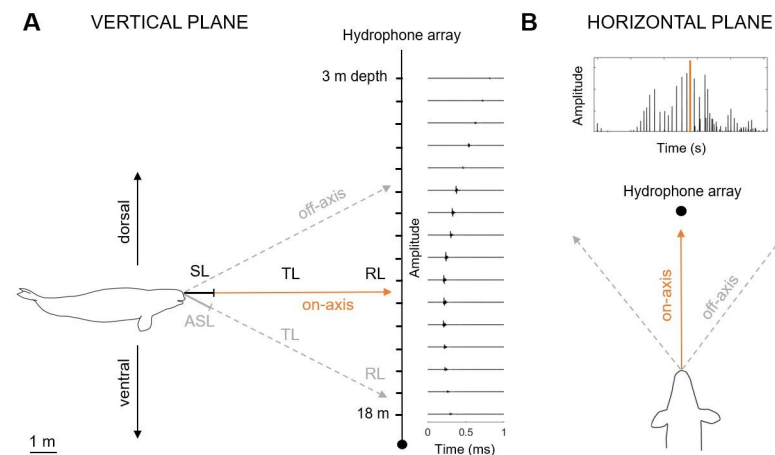 A
VERTICAL PLANE
Hydrophone array
3 m depth
dorsal
off-axis
Amplitude
SL
TL
RL
on-axis
ASL
TL
RL
ventral
18 m
0
0.5
1
Time (ms)
1 m
B
HORIZONTAL PLANE
Amplitude
Time (s)
Hydrophone array
on-axis
off-axis